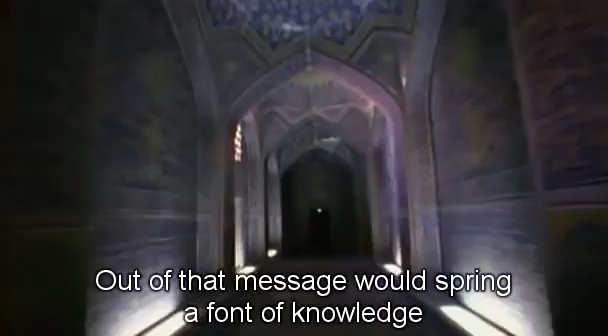 Out of that message would spring
a font of knowledge